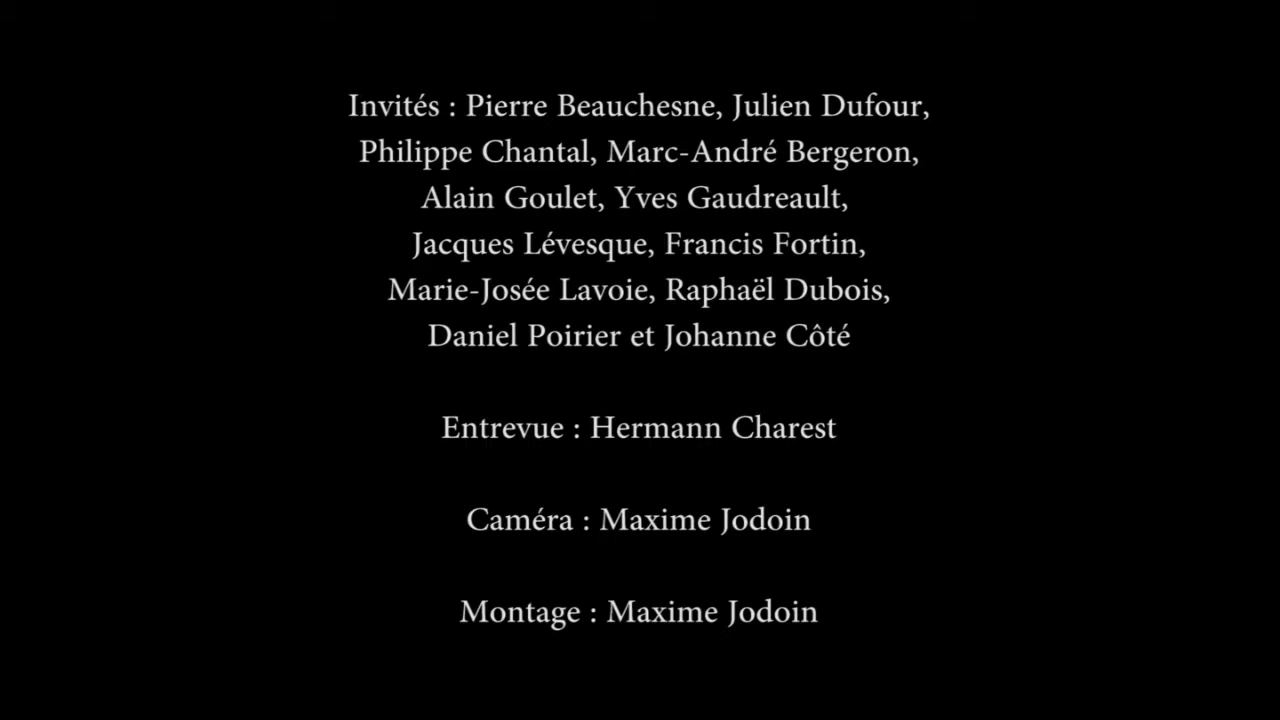 Invités : Pierre Beauchesne, Julien Dufour,
Philippe Chantal, Marc-André Bergeron,
Alain Goulet, Yves Gaudreault,
Jacques Lévesque, Francis Fortin,
Marie-Josée Lavoie, Raphaël Dubois,
Daniel Poirier et Johanne Côté
Entrevue : Hermann Charest
Caméra : Maxime Jodoin
Montage : Maxime Jodoin